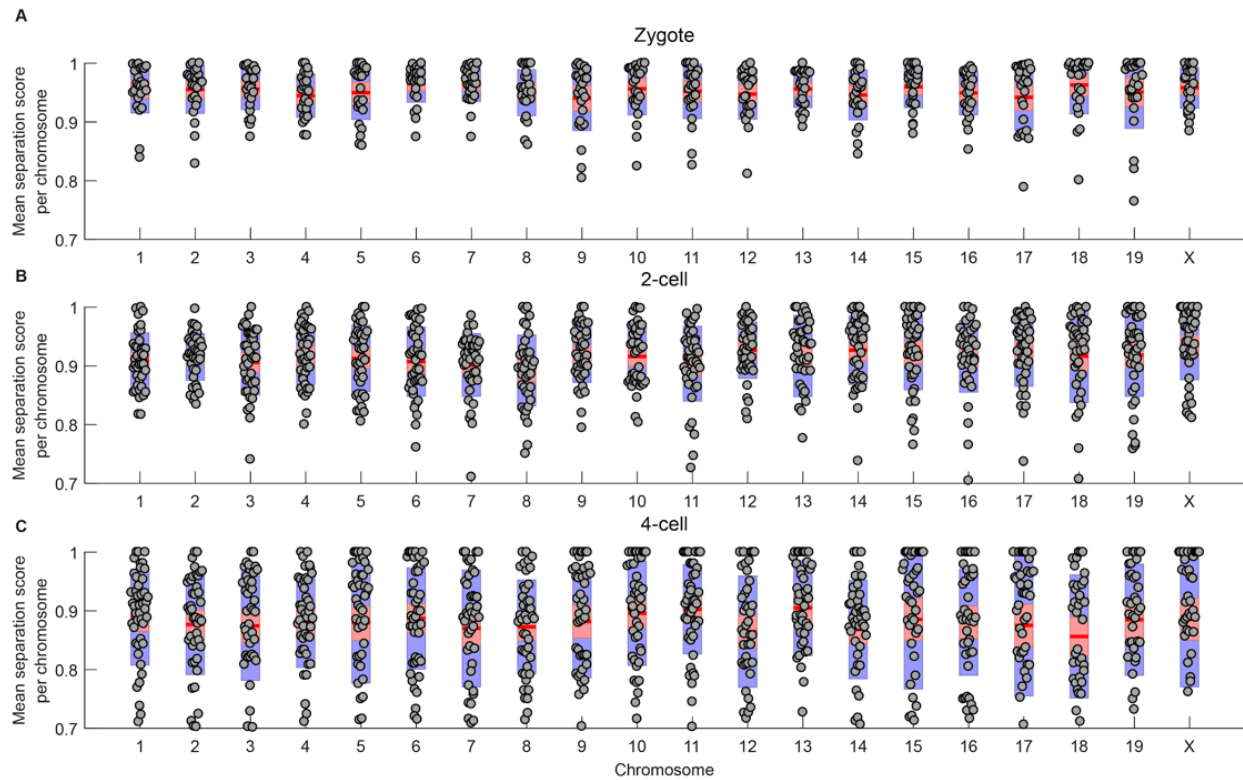 A
Zygote
Mean separation score
per chromosome
1
0.9
0.8
0.7
1 2 3 4 5 6 7 8 9 10 11 12 13 14 15 16 17 18 19 X
B
2-cell
Mean separation score
per chromosome
1
0.9
0.8
0.7
1 2 3 4 5 6 7 8 9 10 11 12 13 14 15 16 17 18 19 X
C
4-cell
Mean separation score
per chromosome
1
0.9
0.8
0.7
1 2 3 4 5 6 7 8 9 10 11 12 13 14 15 16 17 18 19 X
Chromosome